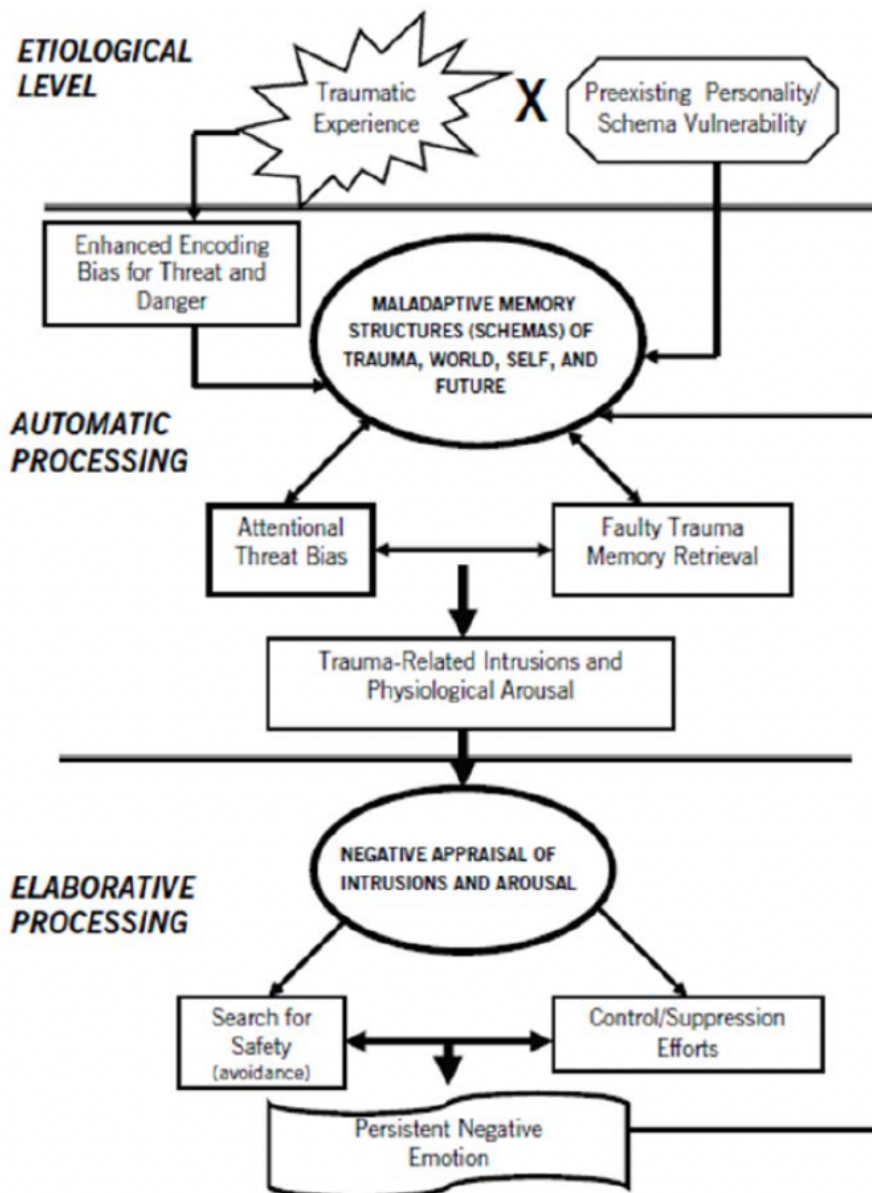 ETIOLOGICAL
LEVEL
Traumatic
Experience
X
Preexisting Personality/
Schema Vulnerability
Enhanced Encoding
Bias for Threat and
Danger
MALADAPTIVE MEMORY
STRUCTURES (SCHEMAS) OF
TRAUMA, WORLD, SELF, AND
FUTURE
AUTOMATIC
PROCESSING
Attentional
Threat Bias
Faulty Trauma
Memory Retrieval
Trauma-Related Intrusions and
Physiological Arousal
NEGATIVE APPRAISAL OF
INTRUSIONS AND AROUSAL
ELABORATIVE
PROCESSING
Search for
Safety
(avoidance)
Control/Suppression
Efforts
Persistent Negative
Emotion